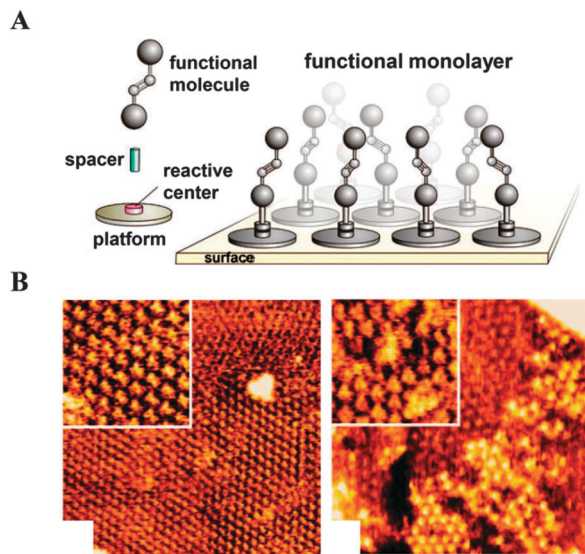 A
functional
molecule
functional monolayer
spacer
reactive
center
platform
surface
B